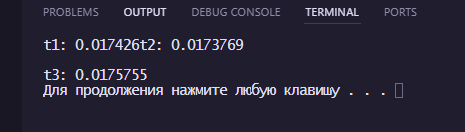 PROBLEMS OUTPUT DEBUG CONSOLE TERMINAL PORTS
t1: 0.017426t2: 0.0173769
t3: 0.0175755
Для продолжения нажмите любую клавишу . . .